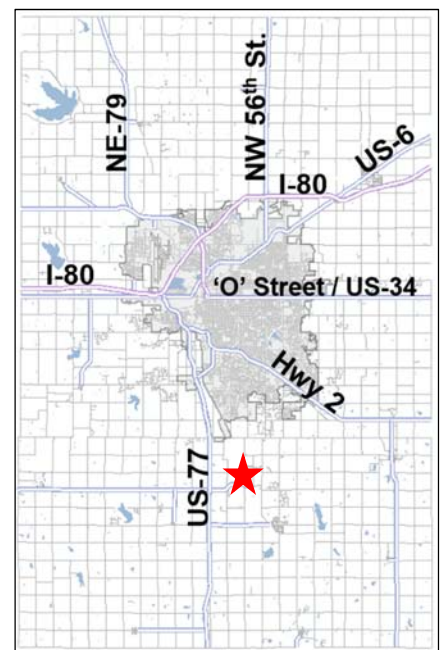 NE-79
NW 56th St.
US-6
I-80
I-80
'O' Street / US-34
Hwy 2
US-77